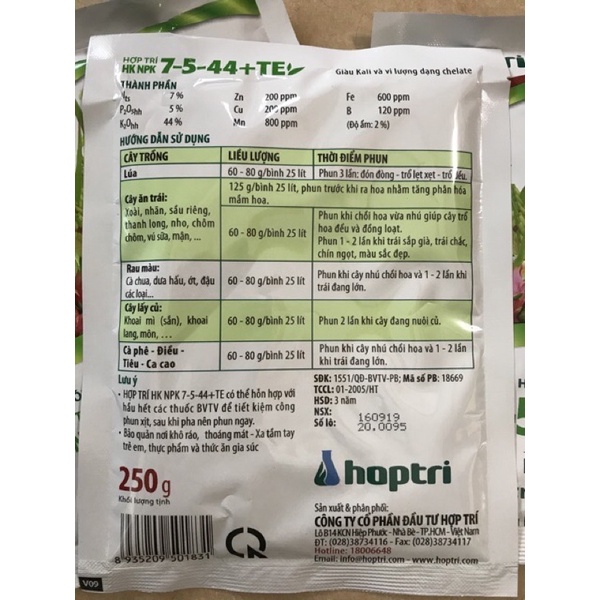 HỢP TRÍ
HK NPK 7-5-44+TE
Giàu Kali và vi lượng dạng chelate
THÀNH PHẦN
Nts 7 % Zn 200 ppm Fe 600 ppm
P₂O₅hh 5 % Cu 200 ppm B 120 ppm
K₂Ohh 44 % Mn 800 ppm (Độ ẩm: 2 %)
HƯỚNG DẪN SỬ DỤNG
CÂY TRỒNG LIỀU LƯỢNG THỜI ĐIỂM PHUN
Lúa 60 - 80 g/bình 25 lít Phun 3 lần: đón đòng - trổ lẹt xẹt - trổ đều.
Cây ăn trái:
Xoài, nhãn, sầu riêng,
thanh long, nho, chôm
chôm, vú sữa, mận, ...
125 g/bình 25 lít, phun trước khi ra hoa nhằm tăng phân hóa
mầm hoa.
60 - 80 g/bình 25 lít
Phun khi chồi hoa vừa nhú giúp cây trổ
hoa đều và đồng loạt.
Phun 1 - 2 lần khi trái sắp già, trái chắc,
chín ngọt, màu sắc đẹp.
Rau màu:
Cà chua, dưa hấu, ớt, đậu
các loại...
60 - 80 g/bình 25 lít
Phun khi cây nhú chồi hoa và 1 - 2 lần khi
trái đang lớn.
Cây lấy củ:
Khoai mì (sắn), khoai
lang, môn, ...
60 - 80 g/bình 25 lít
Phun 2 lần khi cây đang nuôi củ.
Cà phê - Điều -
Tiêu - Ca cao
60 - 80 g/bình 25 lít
Phun khi cây nhú chồi hoa và 1 - 2 lần
khi trái đang lớn.
Lưu ý
• HỢP TRÍ HK NPK 7-5-44+TE có thể hỗn hợp với
hầu hết các thuốc BVTV để tiết kiệm công
phun xịt, sau khi pha nên phun ngay.
• Bảo quản nơi khô ráo, thoáng mát - Xa tầm tay
trẻ em, thực phẩm và thức ăn gia súc
SĐK: 1551/QĐ-BVTV-PB; Mã số PB: 18669
TCCL: 01-2005/HT
HSD: 3 năm
NSX: 160919
Số lô: 20.0095
250 g
Khối lượng tịnh
hoptri
Sản xuất & phân phối:
CÔNG TY CỔ PHẦN ĐẦU TƯ HỢP TRÍ
Lô B14 KCN Hiệp Phước - Nhà Bè - TP.HCM - Việt Nam
ĐT: (028)38734116 - Fax: (028)38734117
Hotline: 18006648
Email: info@hoptri.com - www.hoptri.com
8 935209 501831
V09